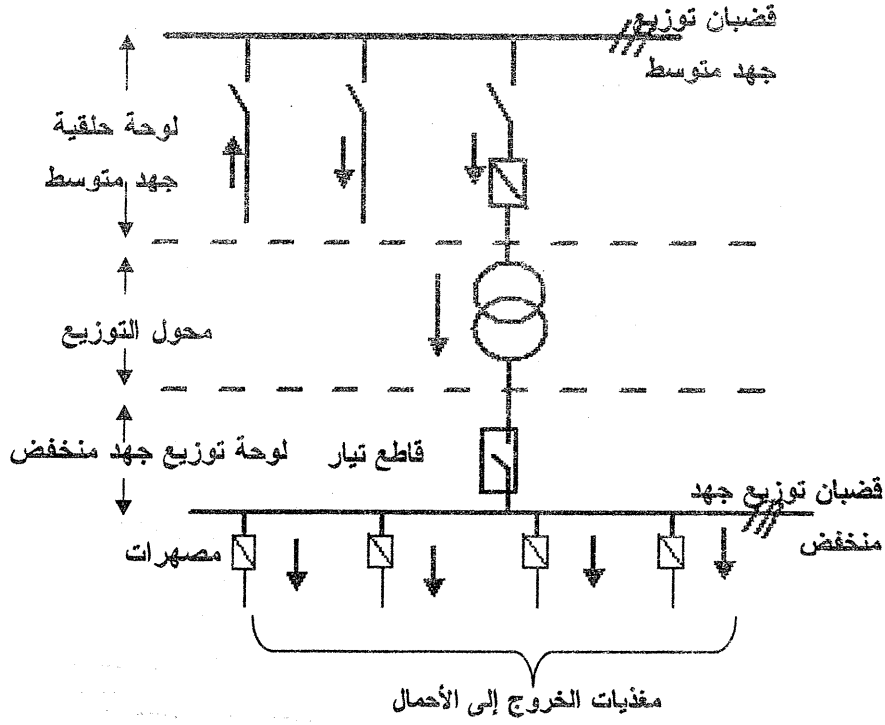 قضبان توزيع
جهد متوسط
لوحة حلقية
جهد متوسط
محول التوزيع
قاطع تيار
لوحة توزيع جهد منخفض
قضبان توزيع جهد
منخفض
مصهرات
مغذيات الخروج إلى الأحمال